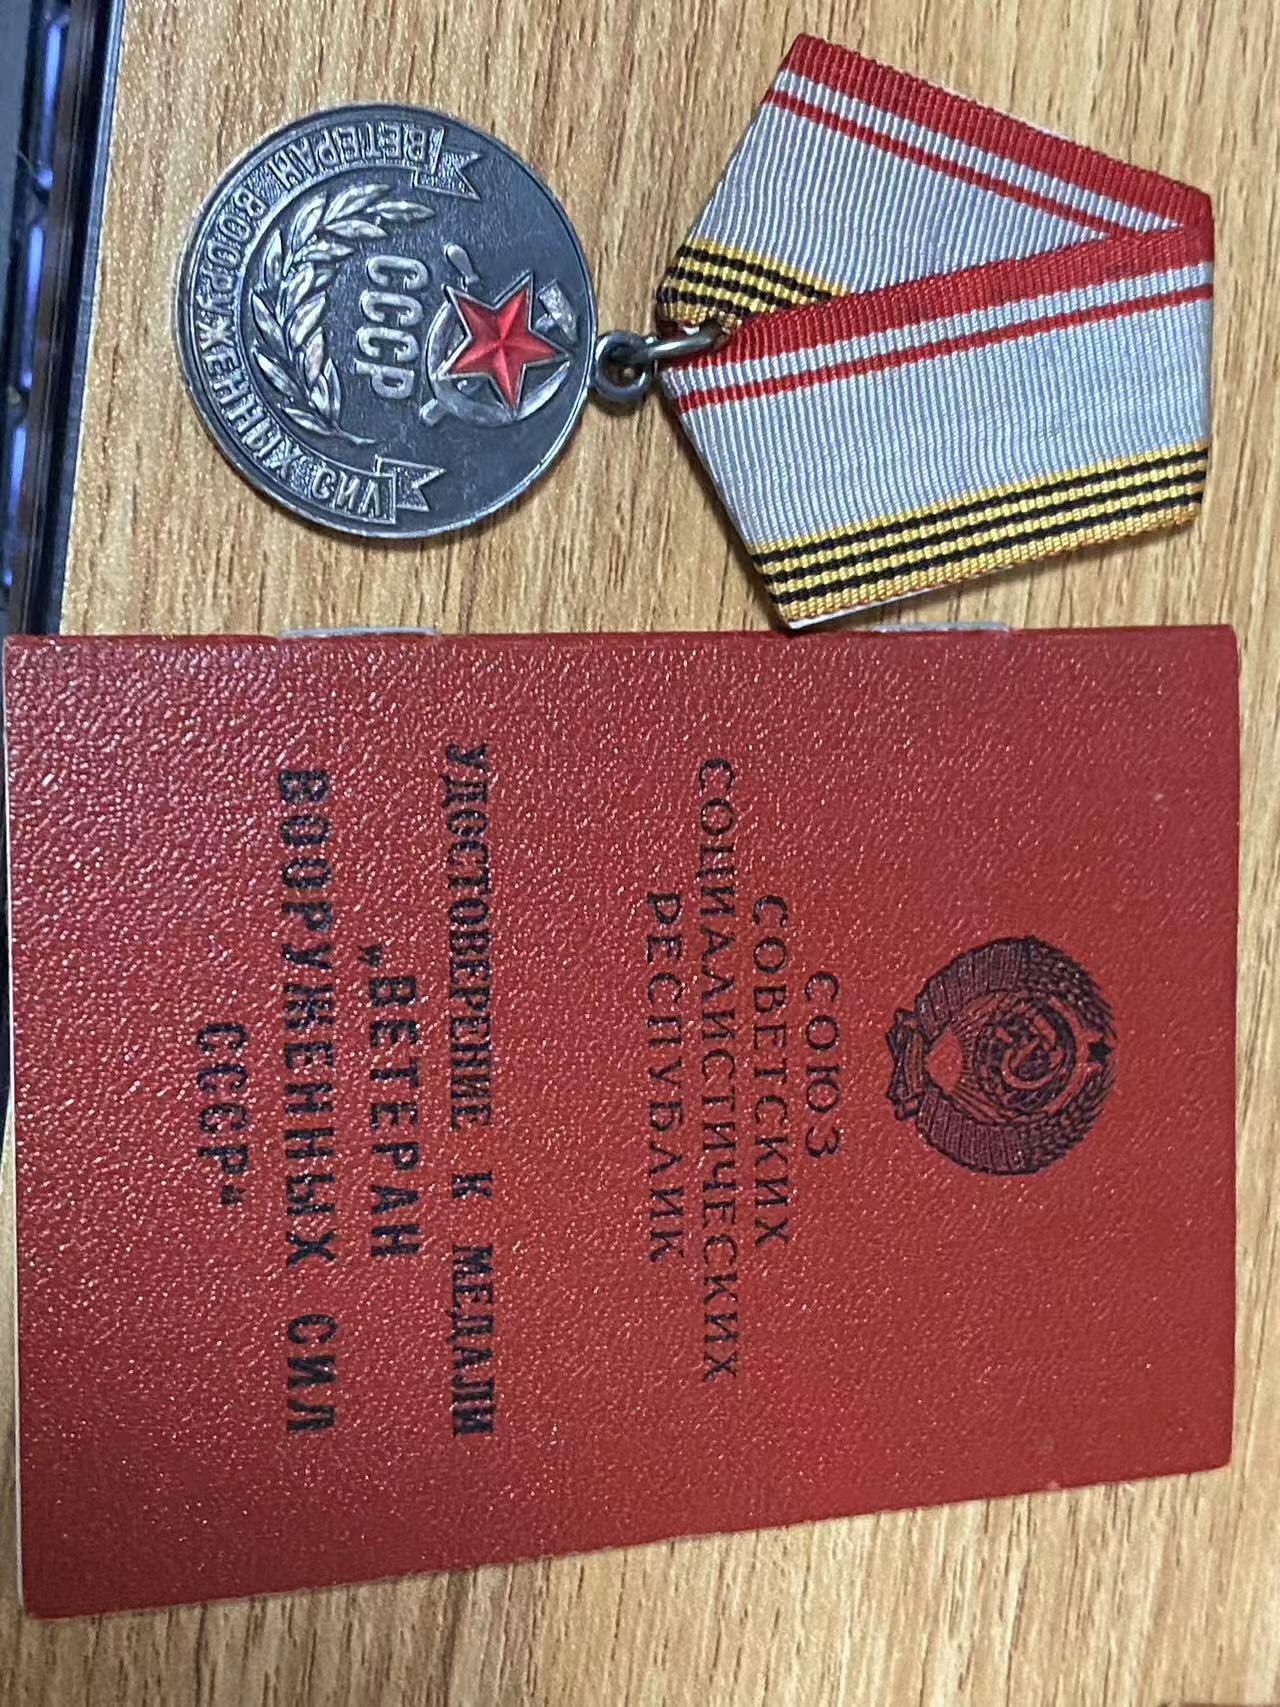 ВЕТЕРАН ВООРУЖЕННЫХ СИЛ
СССР
СОЮЗ
СОВЕТСКИХ
СОЦИАЛИСТИЧЕСКИХ
РЕСПУБЛИК
УДОСТОВЕРЕНИЕ К МЕДАЛИ
„ВЕТЕРАН
ВООРУЖЕННЫХ СИЛ
СССР“